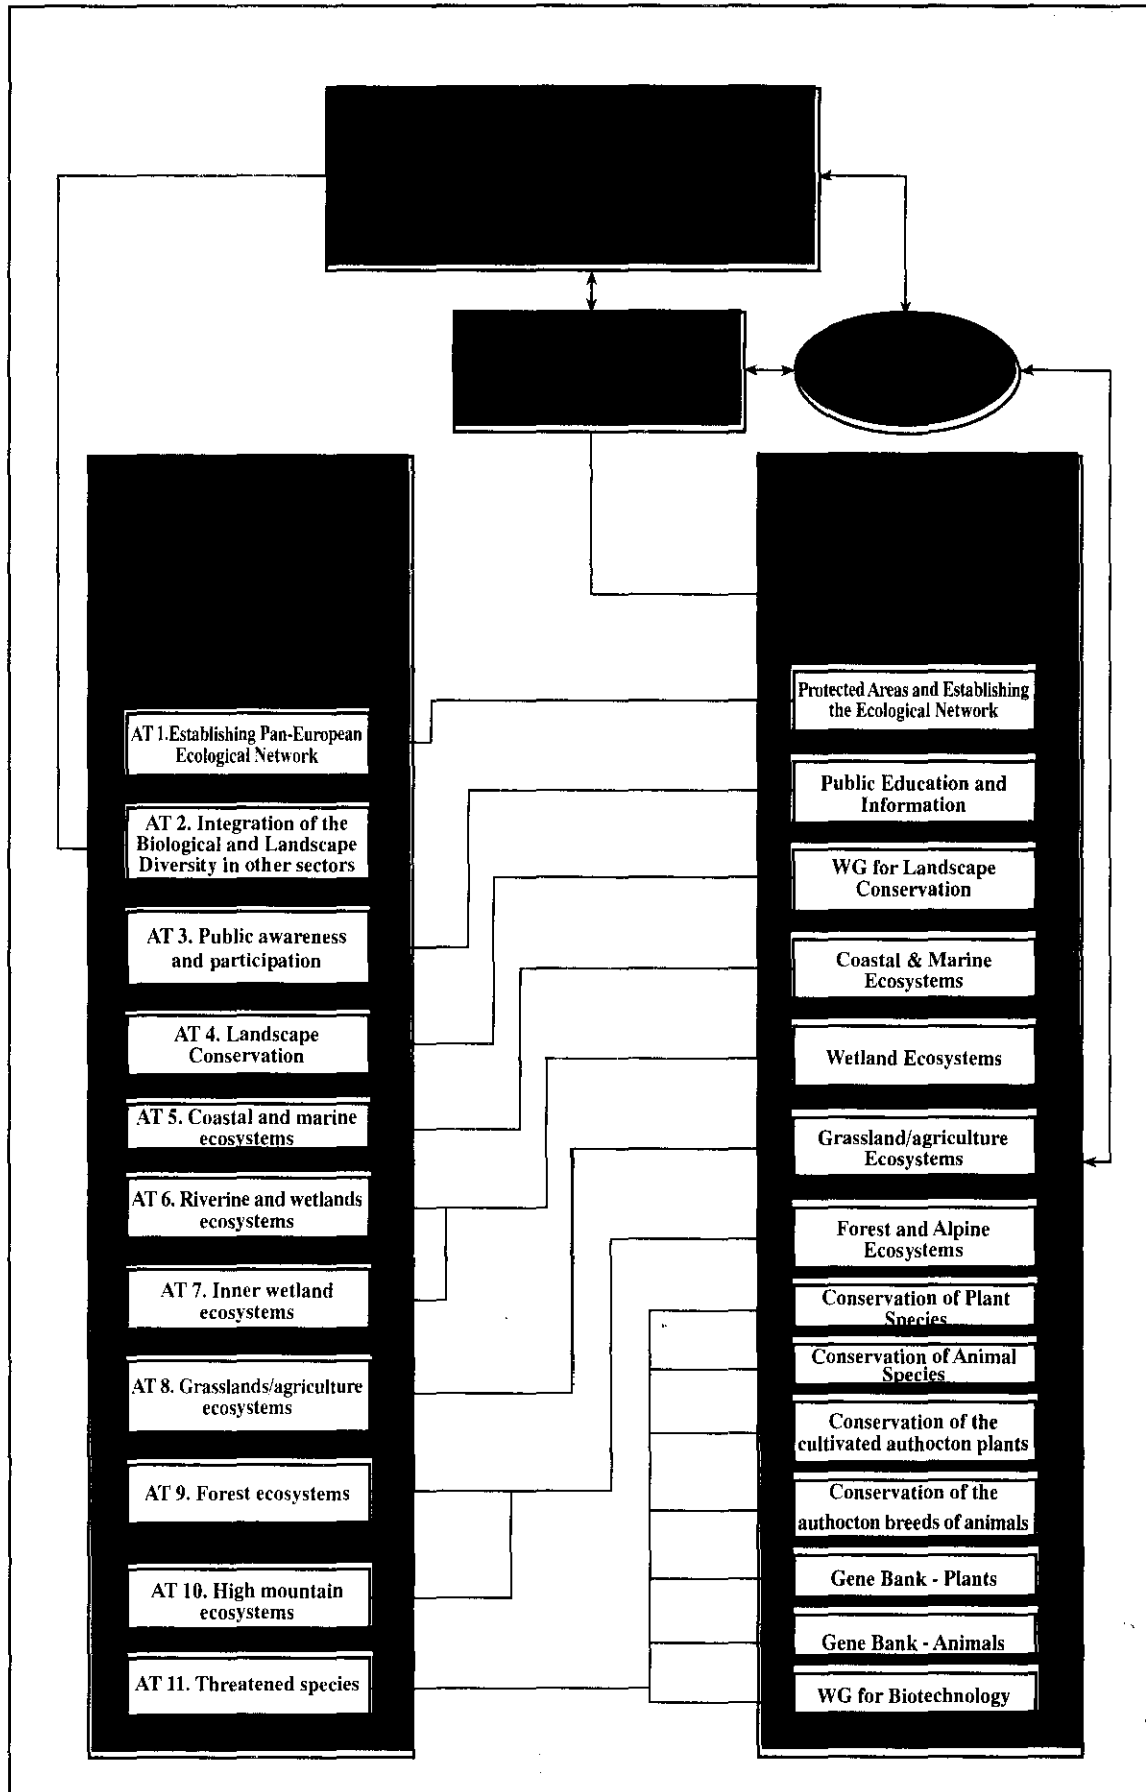 AT 1.Establishing Pan-European
Ecological Network
AT 2. Integration of the
Biological and Landscape
Diversity in other sectors
AT 3. Public awareness
and participation
AT 4. Landscape
Conservation
AT 5. Coastal and marine
ecosystems
AT 6. Riverine and wetlands
ecosystems
AT 7. Inner wetland
ecosystems
AT 8. Grasslands/agriculture
ecosystems
AT 9. Forest ecosystems
AT 10. High mountain
ecosystems
AT 11. Threatened species
Protected Areas and Establishing
the Ecological Network
Public Education and
Information
WG for Landscape
Conservation
Coastal & Marine
Ecosystems
Wetland Ecosystems
Grassland/agriculture
Ecosystems
Forest and Alpine
Ecosystems
Conservation of Plant
Species
Conservation of Animal
Species
Conservation of the
cultivated authocton plants
Conservation of the
authocton breeds of animals
Gene Bank - Plants
Gene Bank - Animals
WG for Biotechnology